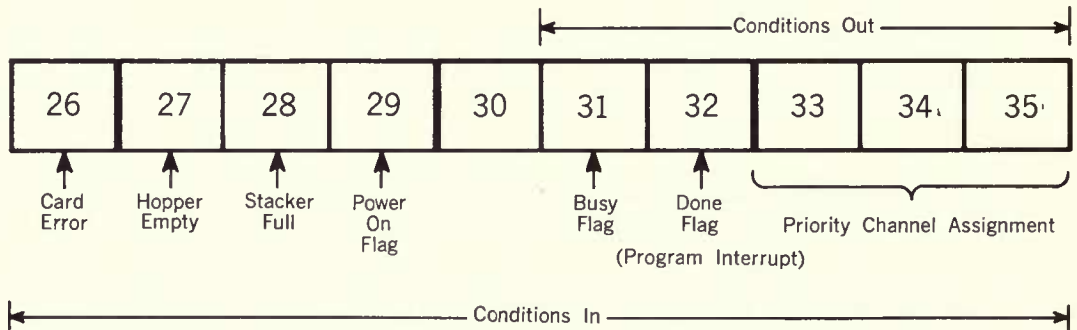 Conditions Out
26 27 28 29 30 31 32 33 34 35
Card Error
Hopper Empty
Stacker Full
Power On Flag
Busy Flag
Done Flag
(Program Interrupt)
Priority Channel Assignment
Conditions In